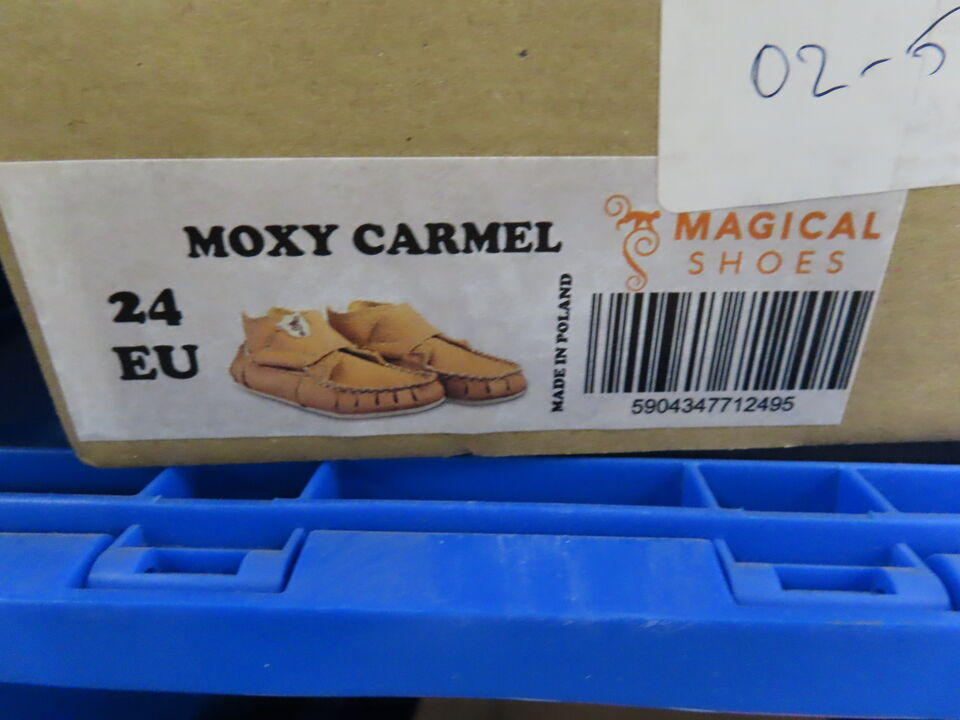 02-5
MOXY CARMEL
24
EU
MADE IN POLAND
MAGICAL
SHOES
5904347712495